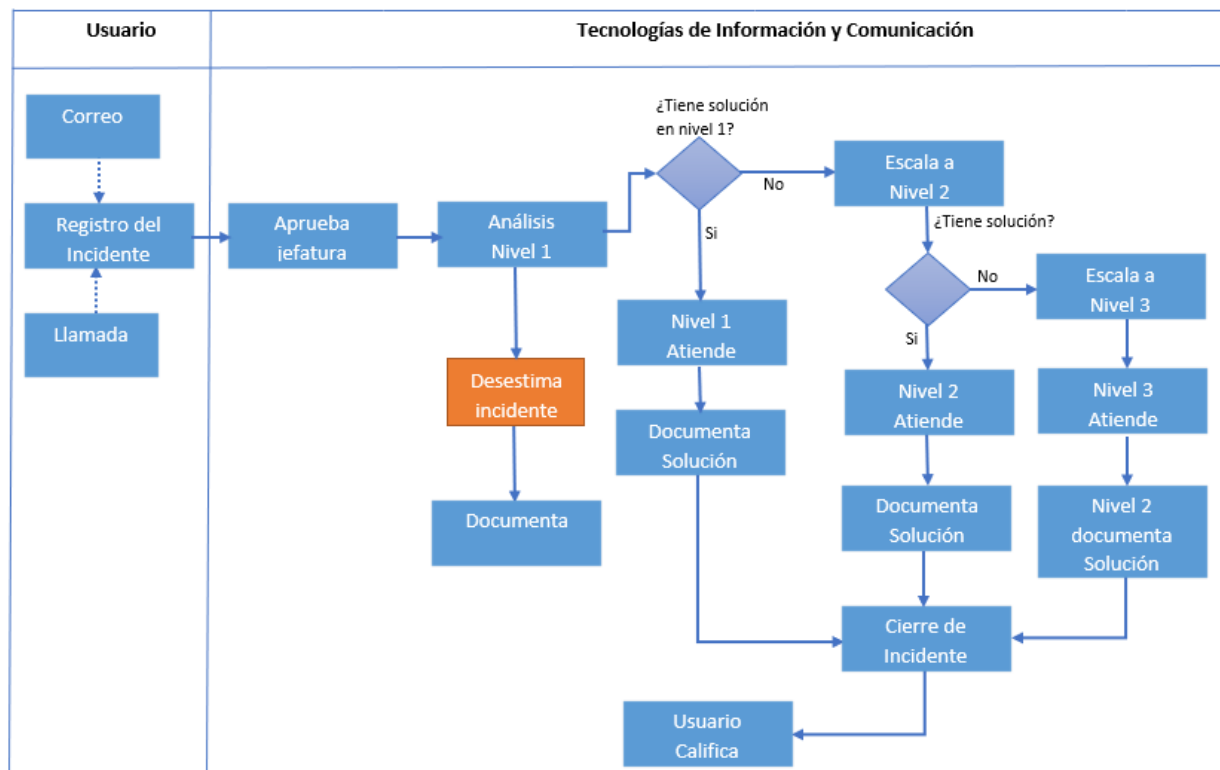 Usuario
Tecnologías de Información y Comunicación
Correo
Registro del
Incidente
Llamada
Aprueba
jefatura
Análisis
Nivel 1
Desestima
incidente
Documenta
¿Tiene solución
en nivel 1?
No
Si
Nivel 1
Atiende
Documenta
Solución
Escala a
Nivel 2
¿Tiene solución?
No
Si
Nivel 2
Atiende
Documenta
Solución
Escala a
Nivel 3
Nivel 3
Atiende
Nivel 2
documenta
Solución
Cierre de
Incidente
Usuario
Califica